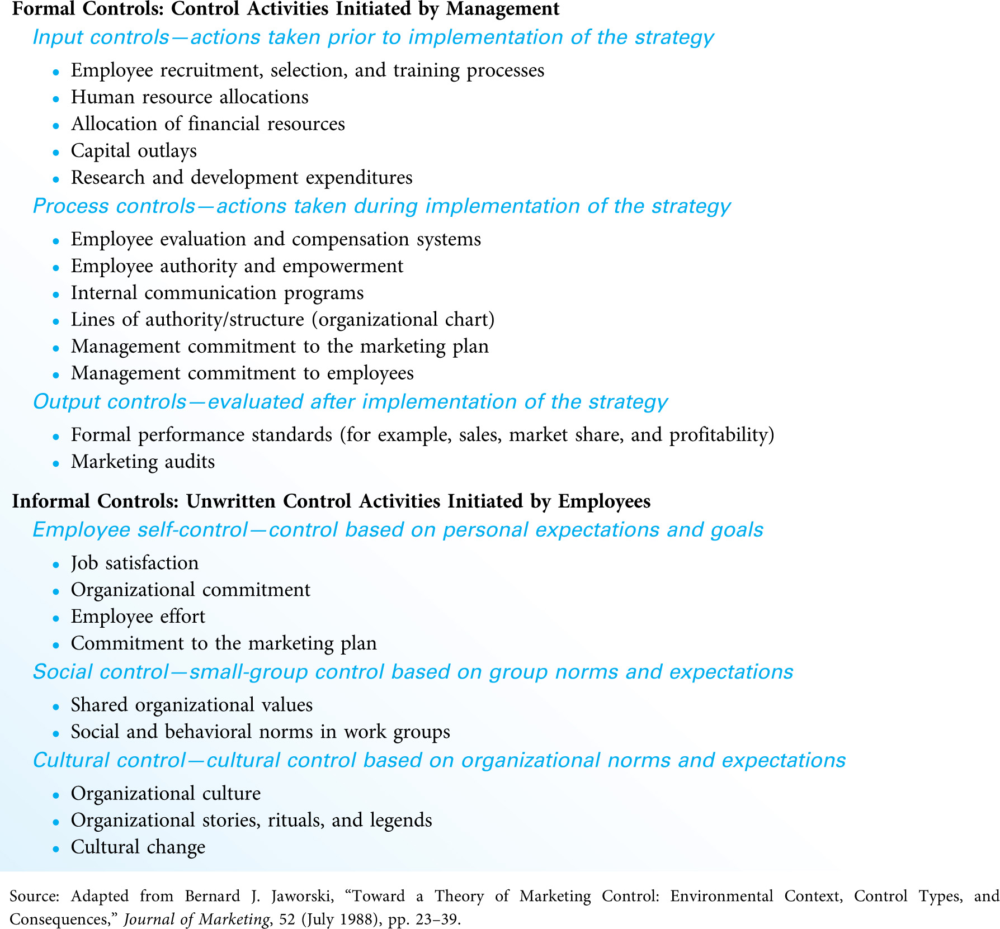 Formal Controls: Control Activities Initiated by Management
Input controls—actions taken prior to implementation of the strategy
• Employee recruitment, selection, and training processes
• Human resource allocations
• Allocation of financial resources
• Capital outlays
• Research and development expenditures
Process controls—actions taken during implementation of the strategy
• Employee evaluation and compensation systems
• Employee authority and empowerment
• Internal communication programs
• Lines of authority/structure (organizational chart)
• Management commitment to the marketing plan
• Management commitment to employees
Output controls—evaluated after implementation of the strategy
• Formal performance standards (for example, sales, market share, and profitability)
• Marketing audits
Informal Controls: Unwritten Control Activities Initiated by Employees
Employee self-control—control based on personal expectations and goals
• Job satisfaction
• Organizational commitment
• Employee effort
• Commitment to the marketing plan
Social control—small-group control based on group norms and expectations
• Shared organizational values
• Social and behavioral norms in work groups
Cultural control—cultural control based on organizational norms and expectations
• Organizational culture
• Organizational stories, rituals, and legends
• Cultural change
Source: Adapted from Bernard J. Jaworski, “Toward a Theory of Marketing Control: Environmental Context, Control Types, and
Consequences,” Journal of Marketing, 52 (July 1988), pp. 23–39.